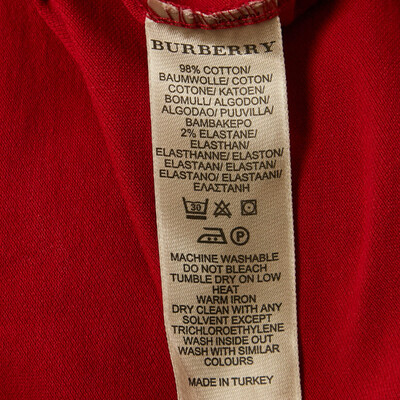 BURBERRY
98% COTTON/
BAUMWOLLE/ COTON/
COTONE/ KATOEN/
BOMULL/ ALGODON/
ALGODAO/ PUUVILLA/
ΒΑΜΒΑΚΕΡΟ
2% ELASTANE/
ELASTHAN/
ELASTHANNE/ ELASTON/
ELASTAAN/ ELASTAN/
ELASTANO/ ELASTAANI/
ΕΛΑΣΤΑΝΗ
30
P
MACHINE WASHABLE
DO NOT BLEACH
TUMBLE DRY ON LOW
HEAT
WARM IRON
DRY CLEAN WITH ANY
SOLVENT EXCEPT
TRICHLOROETHYLENE
WASH INSIDE OUT
WASH WITH SIMILAR
COLOURS
MADE IN TURKEY